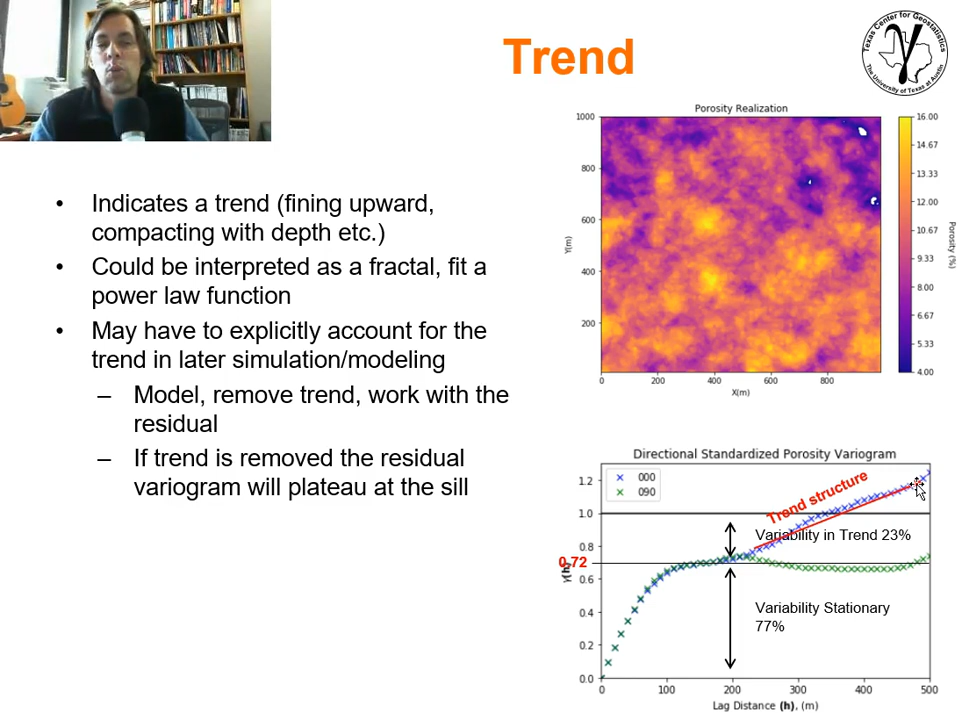 Trend
Texas Center for Geostatistics
The University of Texas at Austin
γ
• Indicates a trend (fining upward,
compacting with depth etc.)
• Could be interpreted as a fractal, fit a
power law function
• May have to explicitly account for the
trend in later simulation/modeling
– Model, remove trend, work with the
residual
– If trend is removed the residual
variogram will plateau at the sill
Porosity Realization
1000
800
600
400
200
0 200 400 600 800
X(m)
Y(m)
16.00
14.67
13.33
12.00
10.67
9.33
8.00
6.67
5.33
4.00
Porosity (%)
Directional Standardized Porosity Variogram
000
090
Trend structure
Variability in Trend 23%
Variability Stationary
77%
1.2
1.0
0.8
0.72
0.6
0.4
0.2
0.0
γ(h)
0 100 200 300 400 500
Lag Distance (h), (m)